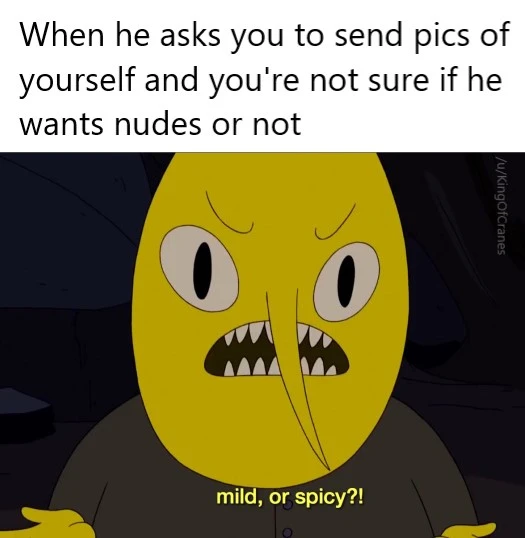 When he asks you to send pics of
yourself and you're not sure if he
wants nudes or not
/u/KingOfCranes
mild, or spicy?!